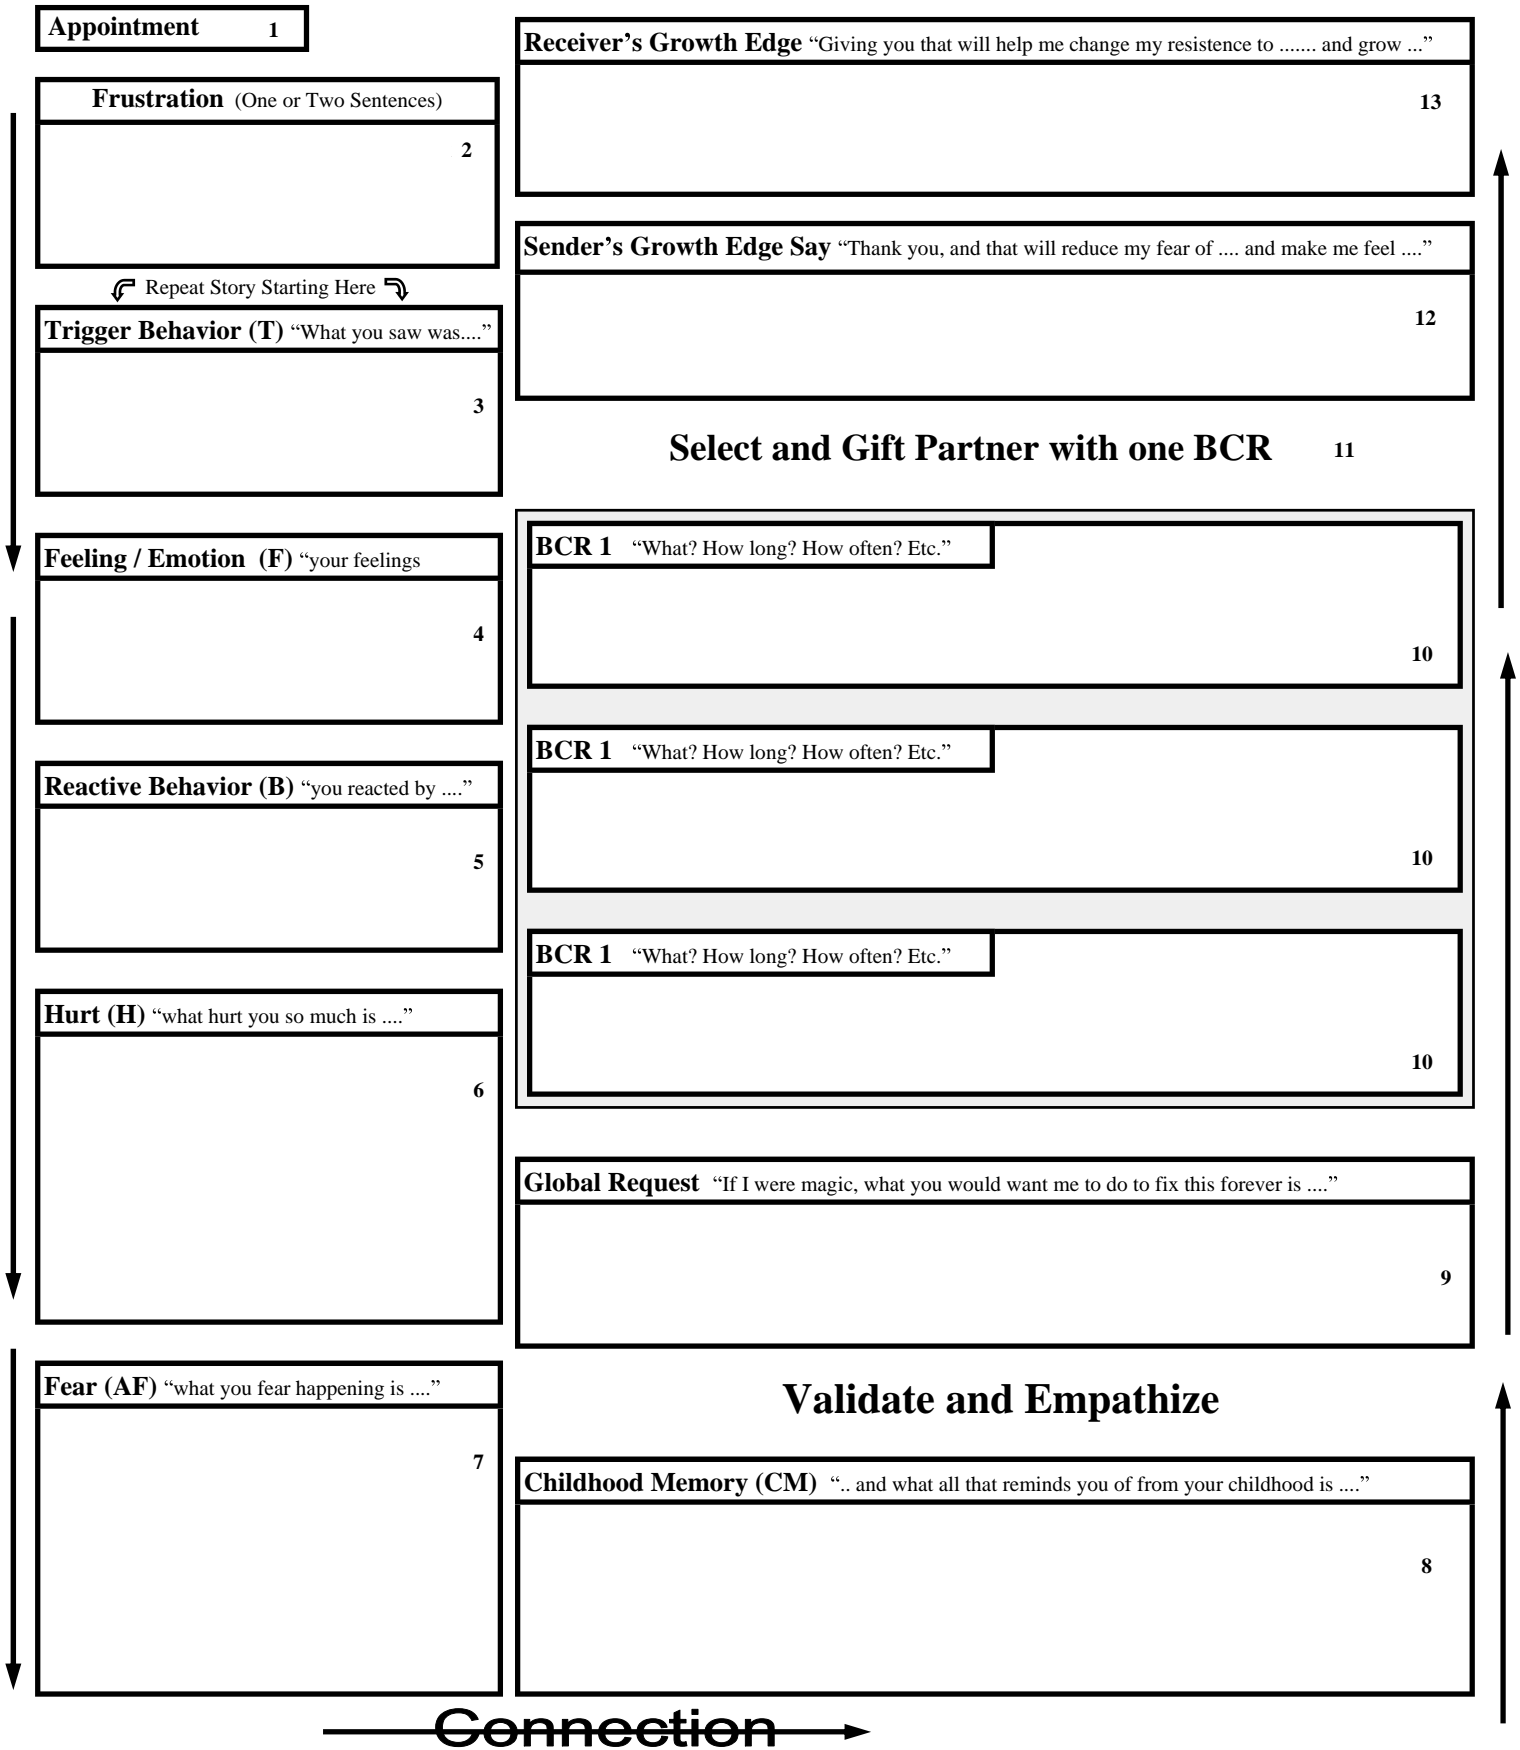 Appointment 1
Frustration (One or Two Sentences)
2
Repeat Story Starting Here
Trigger Behavior (T) “What you saw was....”
3
Feeling / Emotion (F) “your feelings
4
Reactive Behavior (B) “you reacted by ....”
5
Hurt (H) “what hurt you so much is ....”
6
Fear (AF) “what you fear happening is ....”
7
Connection
Receiver’s Growth Edge “Giving you that will help me change my resistence to ....... and grow ...”
13
Sender’s Growth Edge Say “Thank you, and that will reduce my fear of .... and make me feel ....”
12
Select and Gift Partner with one BCR 11
BCR 1 “What? How long? How often? Etc.”
10
BCR 1 “What? How long? How often? Etc.”
10
BCR 1 “What? How long? How often? Etc.”
10
Global Request “If I were magic, what you would want me to do to fix this forever is ....”
9
Validate and Empathize
Childhood Memory (CM) “.. and what all that reminds you of from your childhood is ....”
8